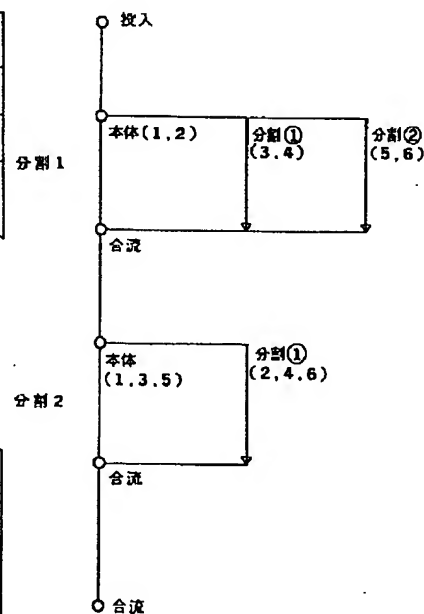 投入
本体(1,2)
分割①
(3,4)
分割②
(5,6)
分割1
合流
本体
(1,3,5)
分割①
(2,4,6)
分割2
合流
合流